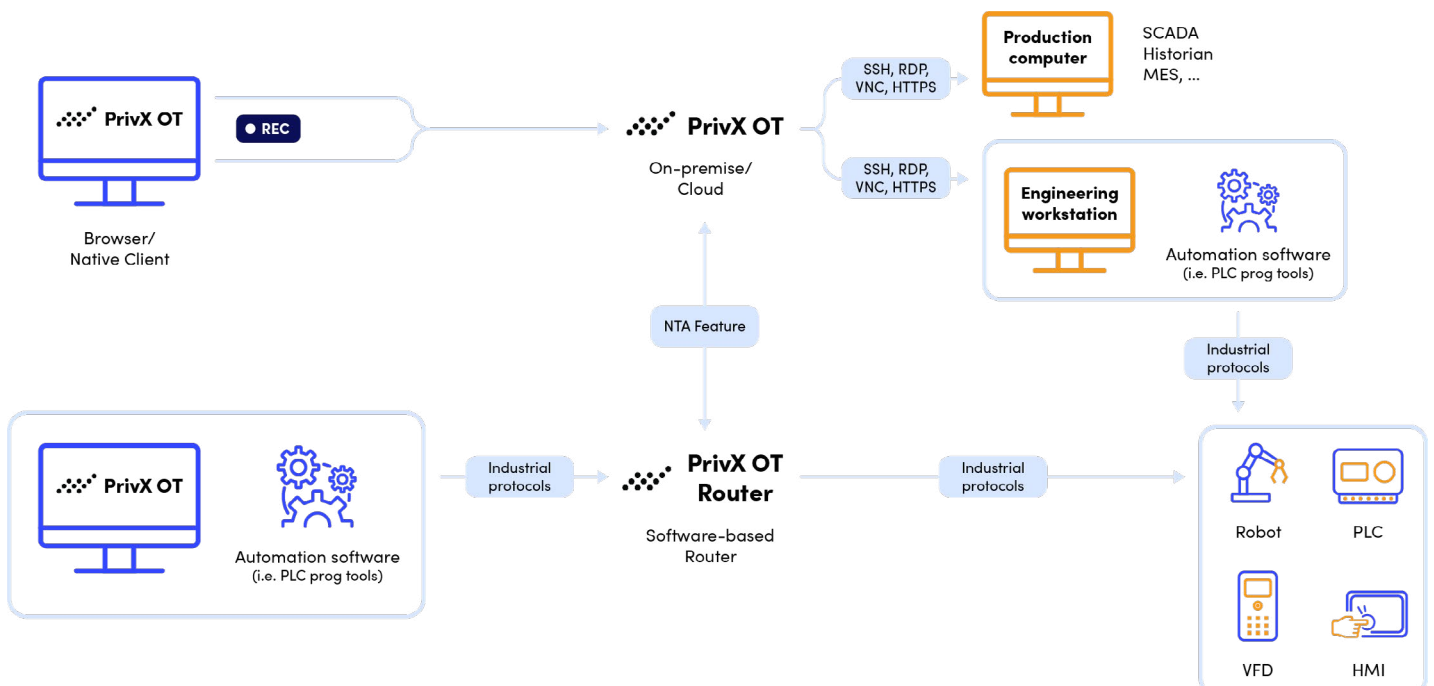 PrivX OT
REC
Browser/
Native Client
PrivX OT
On-premise/
Cloud
SSH, RDP,
VNC, HTTPS
Production
computer
SCADA
Historian
MES, ...
SSH, RDP,
VNC, HTTPS
Engineering
workstation
Automation software
(i.e. PLC prog tools)
NTA Feature
Industrial
protocols
PrivX OT
Automation software
(i.e. PLC prog tools)
Industrial
protocols
PrivX OT
Router
Software-based
Router
Industrial
protocols
Robot
PLC
VFD
HMI